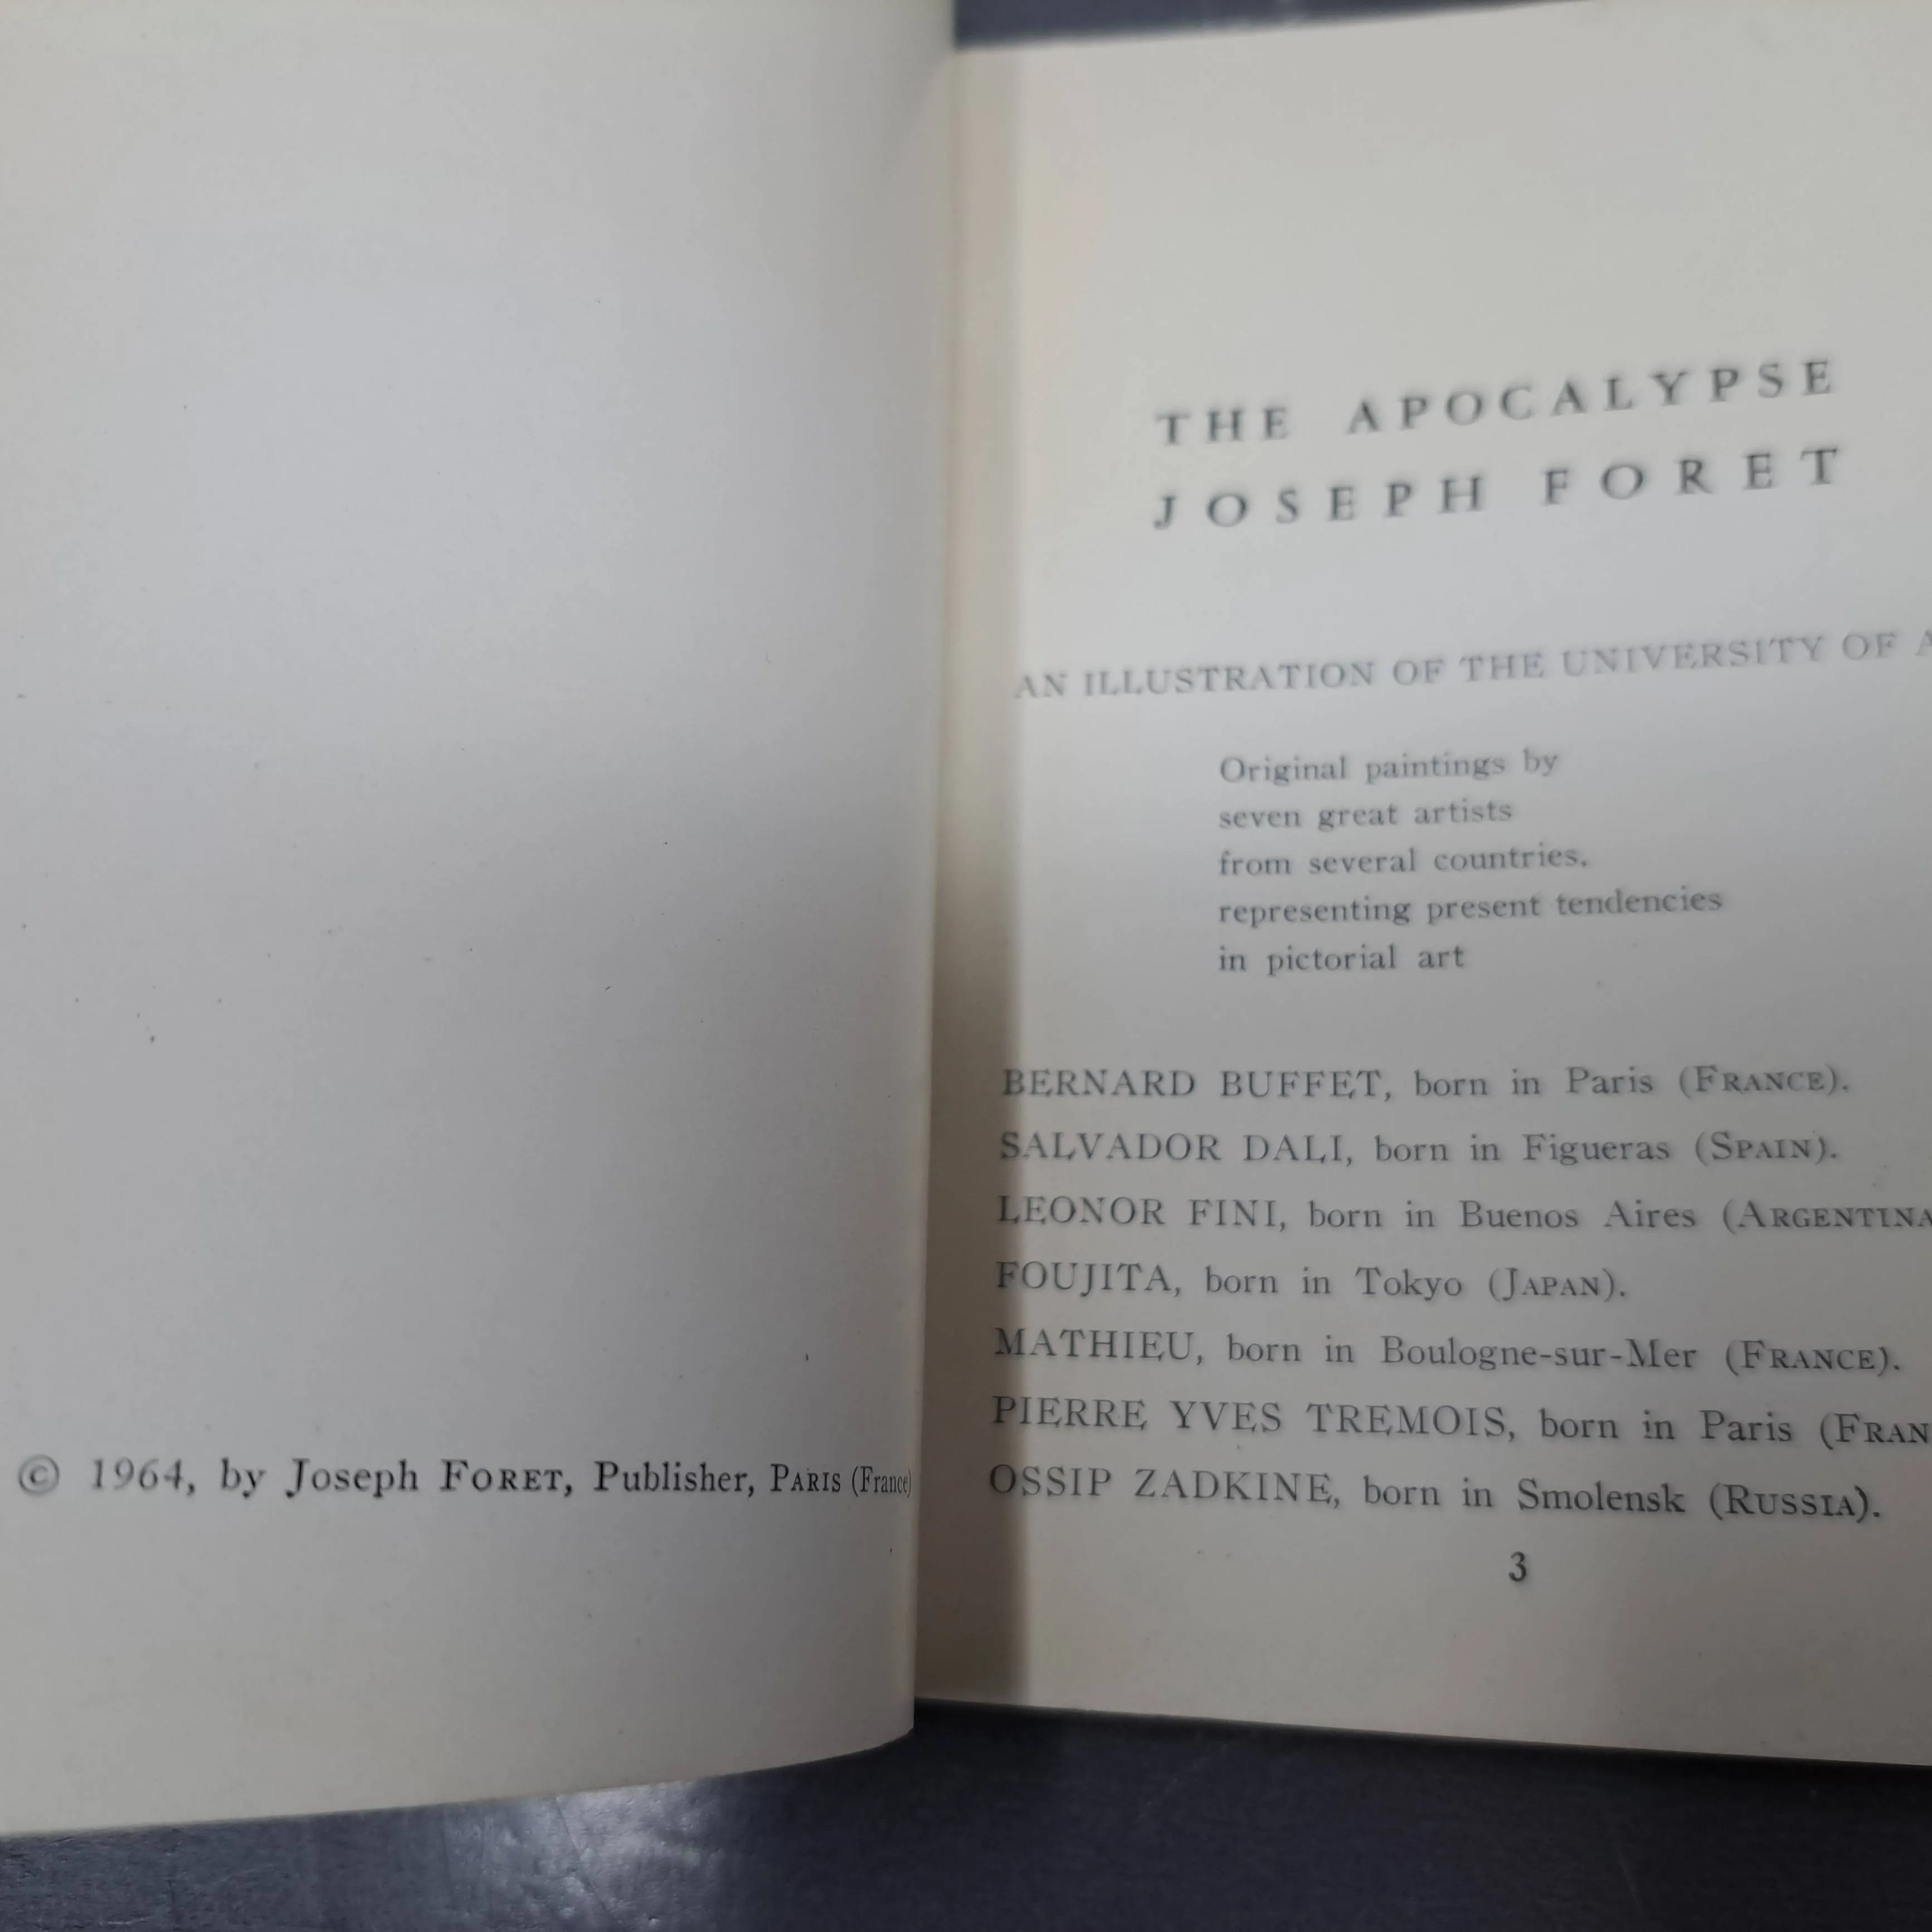 © 1964, by Joseph FORET, Publisher, PARIS (France)
THE APOCALYPSE
JOSEPH FORET
AN ILLUSTRATION OF THE UNIVERSITY OF
Original paintings by
seven great artists
from several countries,
representing present tendencies
in pictorial art
BERNARD BUFFET, born in Paris (FRANCE).
SALVADOR DALI, born in Figueras (SPAIN).
LEONOR FINI, born in Buenos Aires (ARGENTINA
FOUJITA, born in Tokyo (JAPAN).
MATHIEU, born in Boulogne-sur-Mer (FRANCE).
PIERRE YVES TREMOIS, born in Paris (FRAN
OSSIP ZADKINE, born in Smolensk (RUSSIA).
3